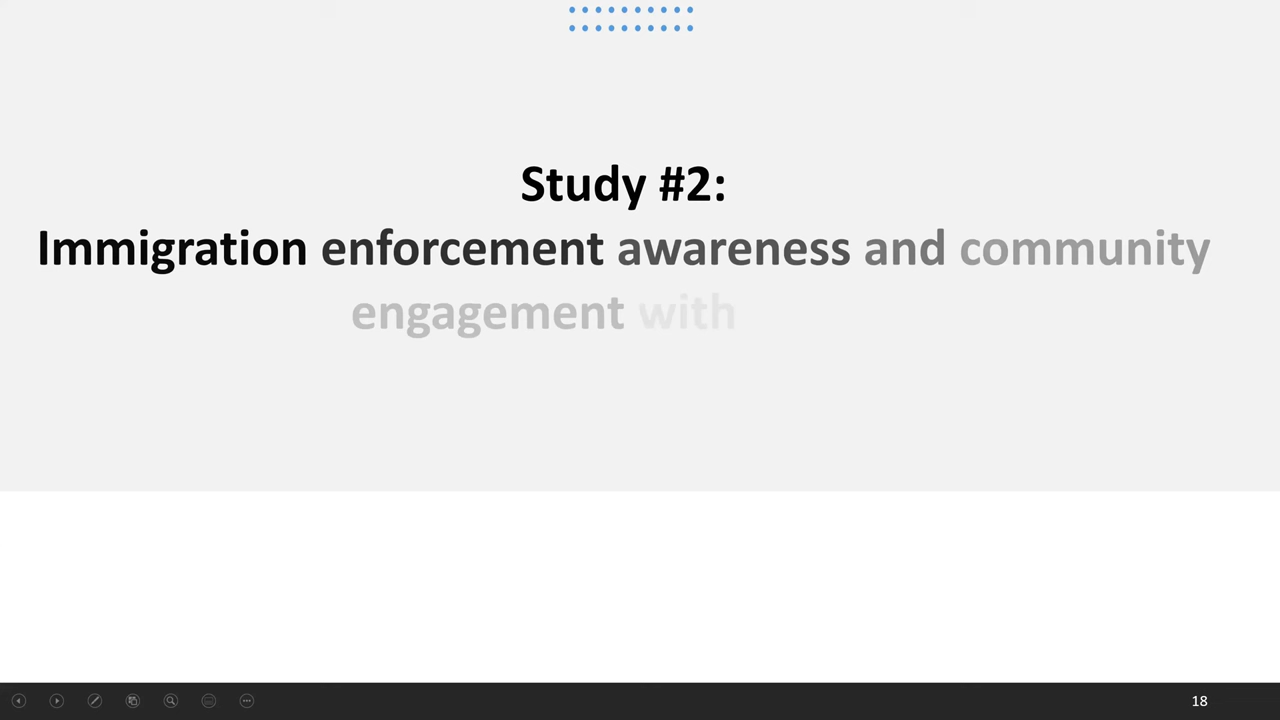 Study #2:
Immigration enforcement awareness and community
engagement with
18